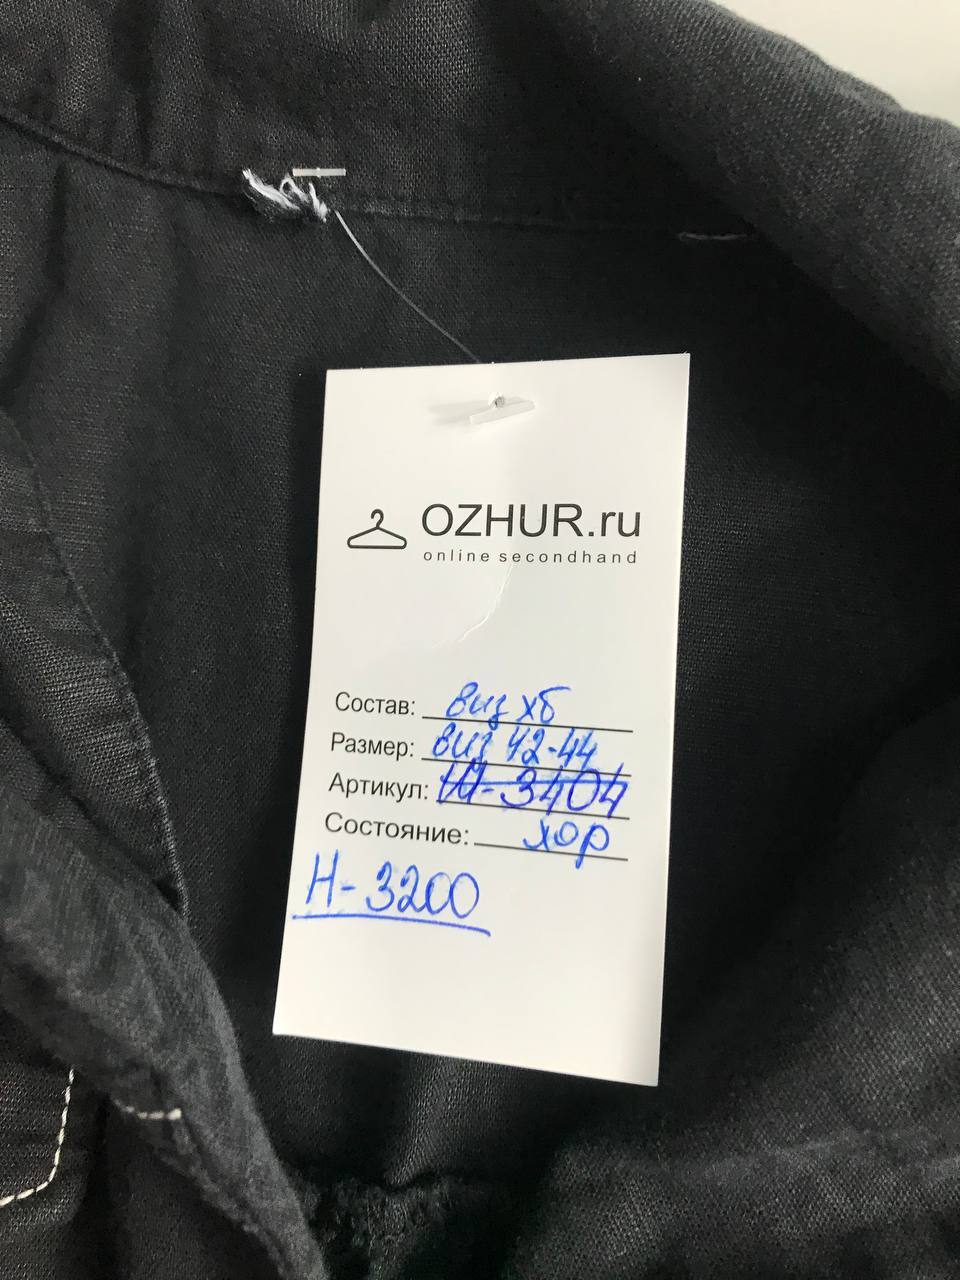 OZHUR.ru
online secondhand
Состав: виз хб
Размер: виз 42-44
Артикул: Ш-3404
Состояние: хор
Н-3200